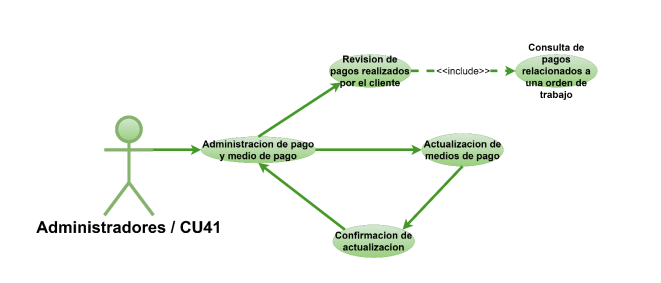 Revision de
pagos realizados
por el cliente
<<include>>
Consulta de
pagos
relacionados a
una orden de
trabajo
Administracion de pago
y medio de pago
Actualizacion de
medios de pago
Administradores / CU41
Confirmacion de
actualizacion